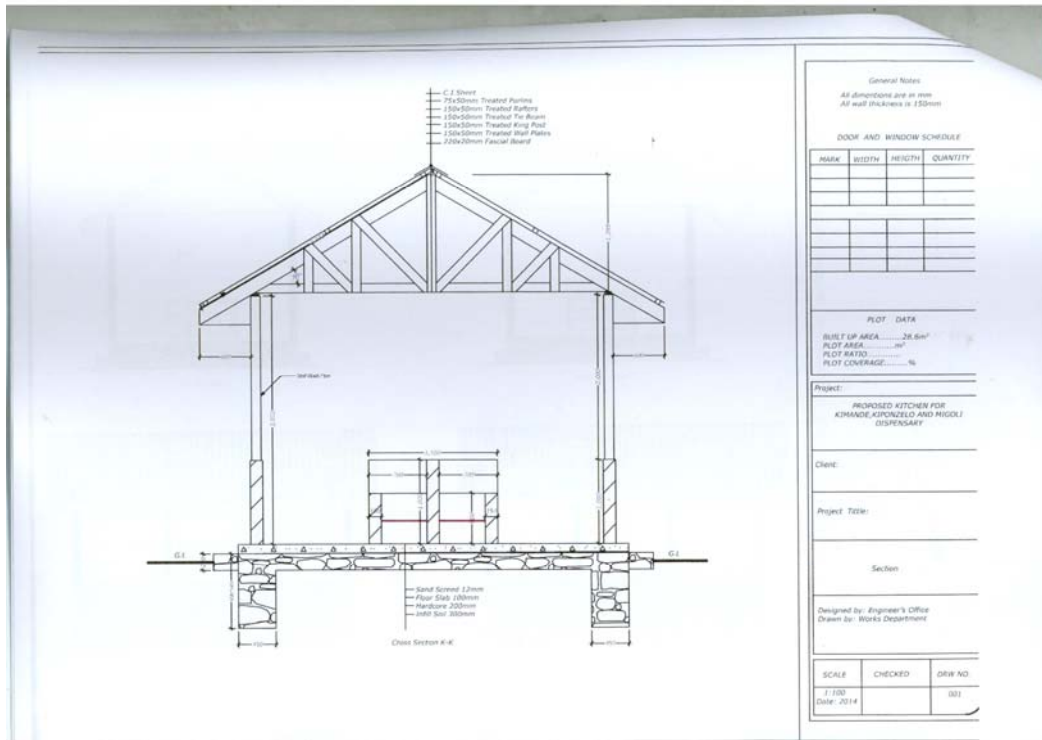 C.I Sheet
75x50mm Treated Purlins
150x50mm Treated Rafters
150x50mm Treated Tie Beam
150x50mm Treated King Post
150x50mm Treated Wall Plates
220x20mm Fascial Board
G.L
G.L
Sand Screed 12mm
Floor Slab 100mm
Hardcore 200mm
Infill Soil 300mm
Cross Section K-K
450
General Notes
All dimentions are in mm
All wall thickness is 150mm
DOOR AND WINDOW SCHEDULE
MARK WIDTH HEIGTH QUANTITY
PLOT DATA
BUILT UP AREA.........28.6m²
PLOT AREA............m²
PLOT RATIO............
PLOT COVERAGE.........%
Project:
PROPOSED KITCHEN FOR
KIMANDE,KIPONZELO AND MIGOLI
DISPENSARY
Client:
Project Tittle:
Section
Designed by: Engineer's Office
Drawn by: Works Department
SCALE CHECKED DRW NO.
1:100 001
Date: 2014